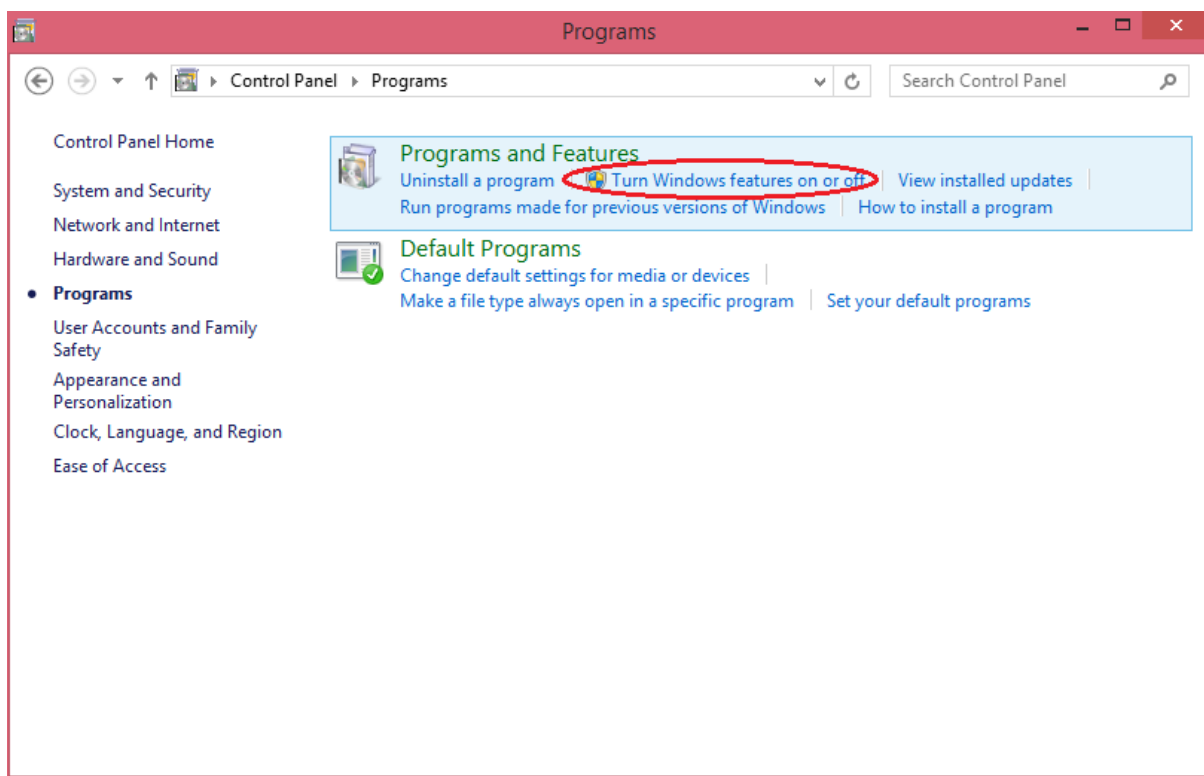 Programs
Control Panel Programs
Search Control Panel
Control Panel Home
System and Security
Network and Internet
Hardware and Sound
Programs
User Accounts and Family
Safety
Appearance and
Personalization
Clock, Language, and Region
Ease of Access
Programs and Features
Uninstall a program Turn Windows features on or off View installed updates
Run programs made for previous versions of Windows How to install a program
Default Programs
Change default settings for media or devices
Make a file type always open in a specific program Set your default programs